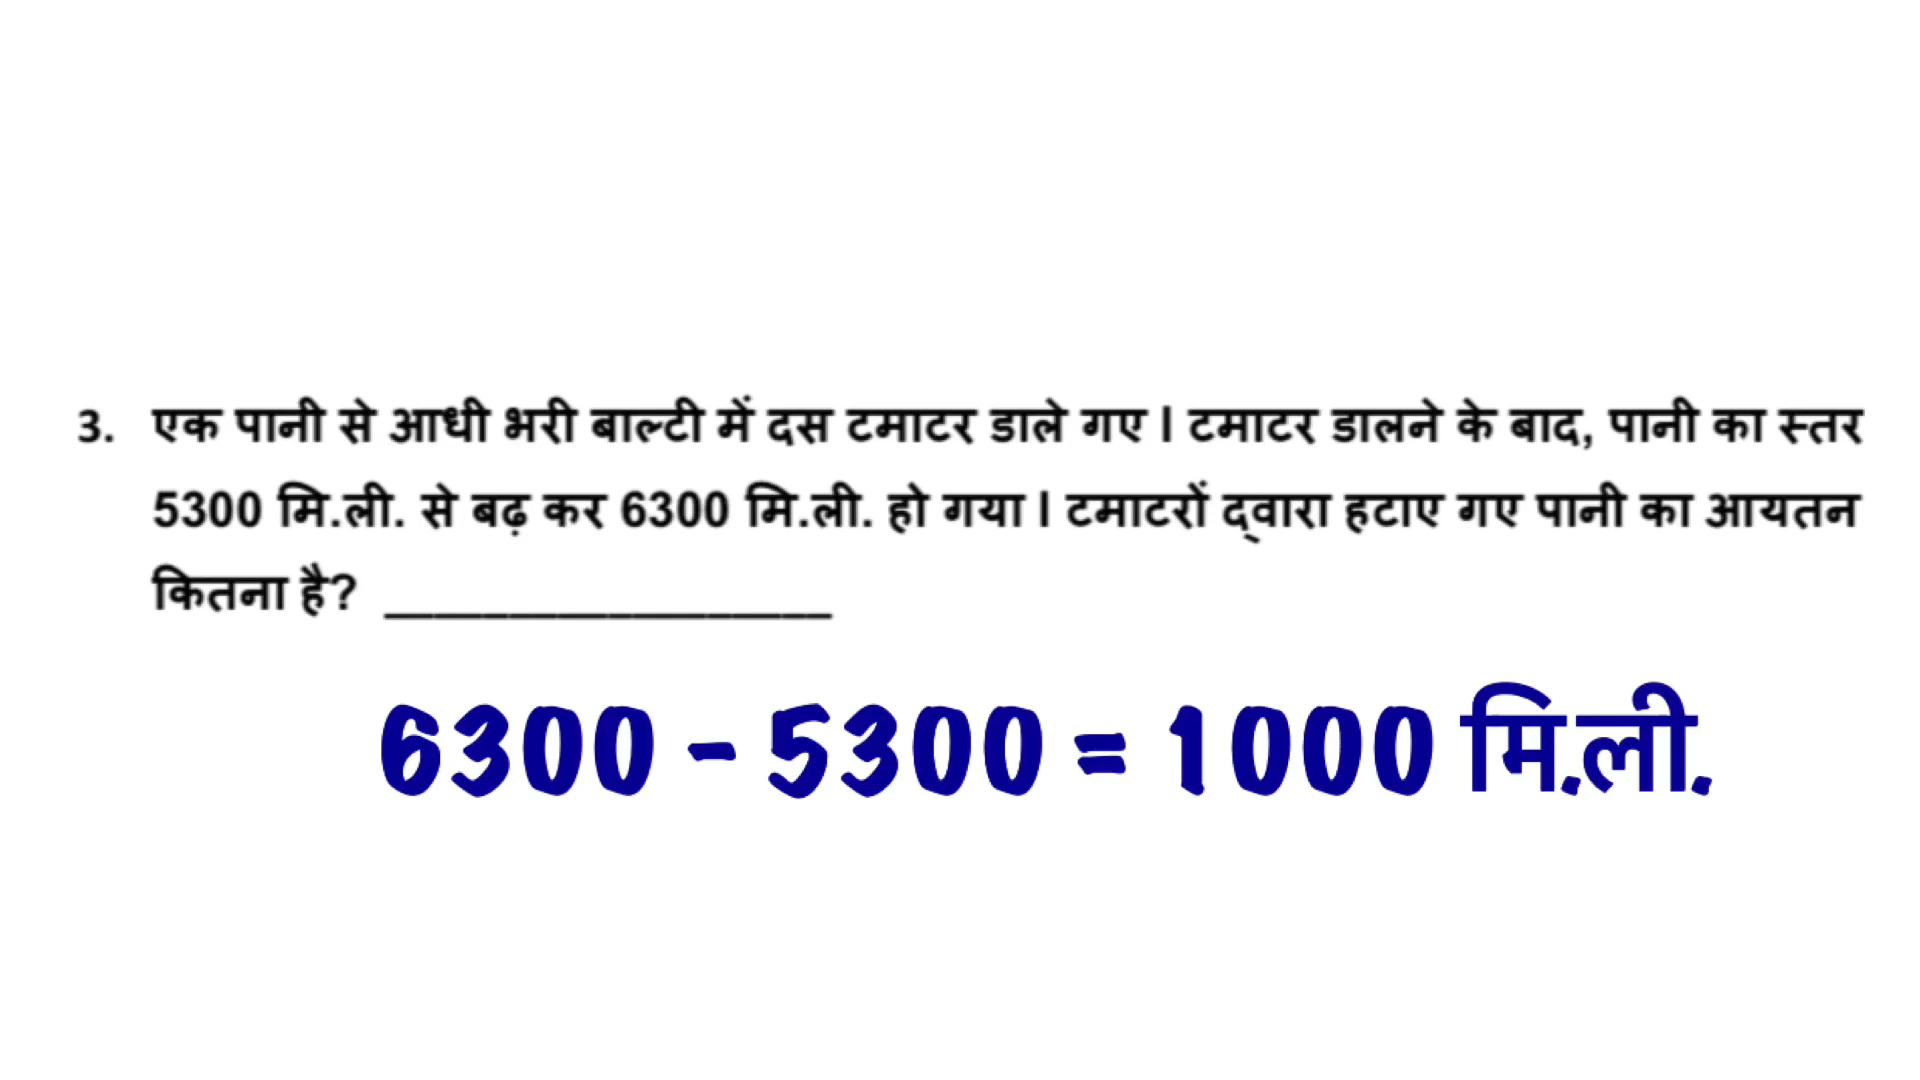 3. एक पानी से आधी भरी बाल्टी में दस टमाटर डाले गए । टमाटर डालने के बाद, पानी का स्तर
5300 मि.ली. से बढ़ कर 6300 मि.ली. हो गया । टमाटरों द्वारा हटाए गए पानी का आयतन
कितना है? __________________
6300 - 5300 = 1000 मि.ली.